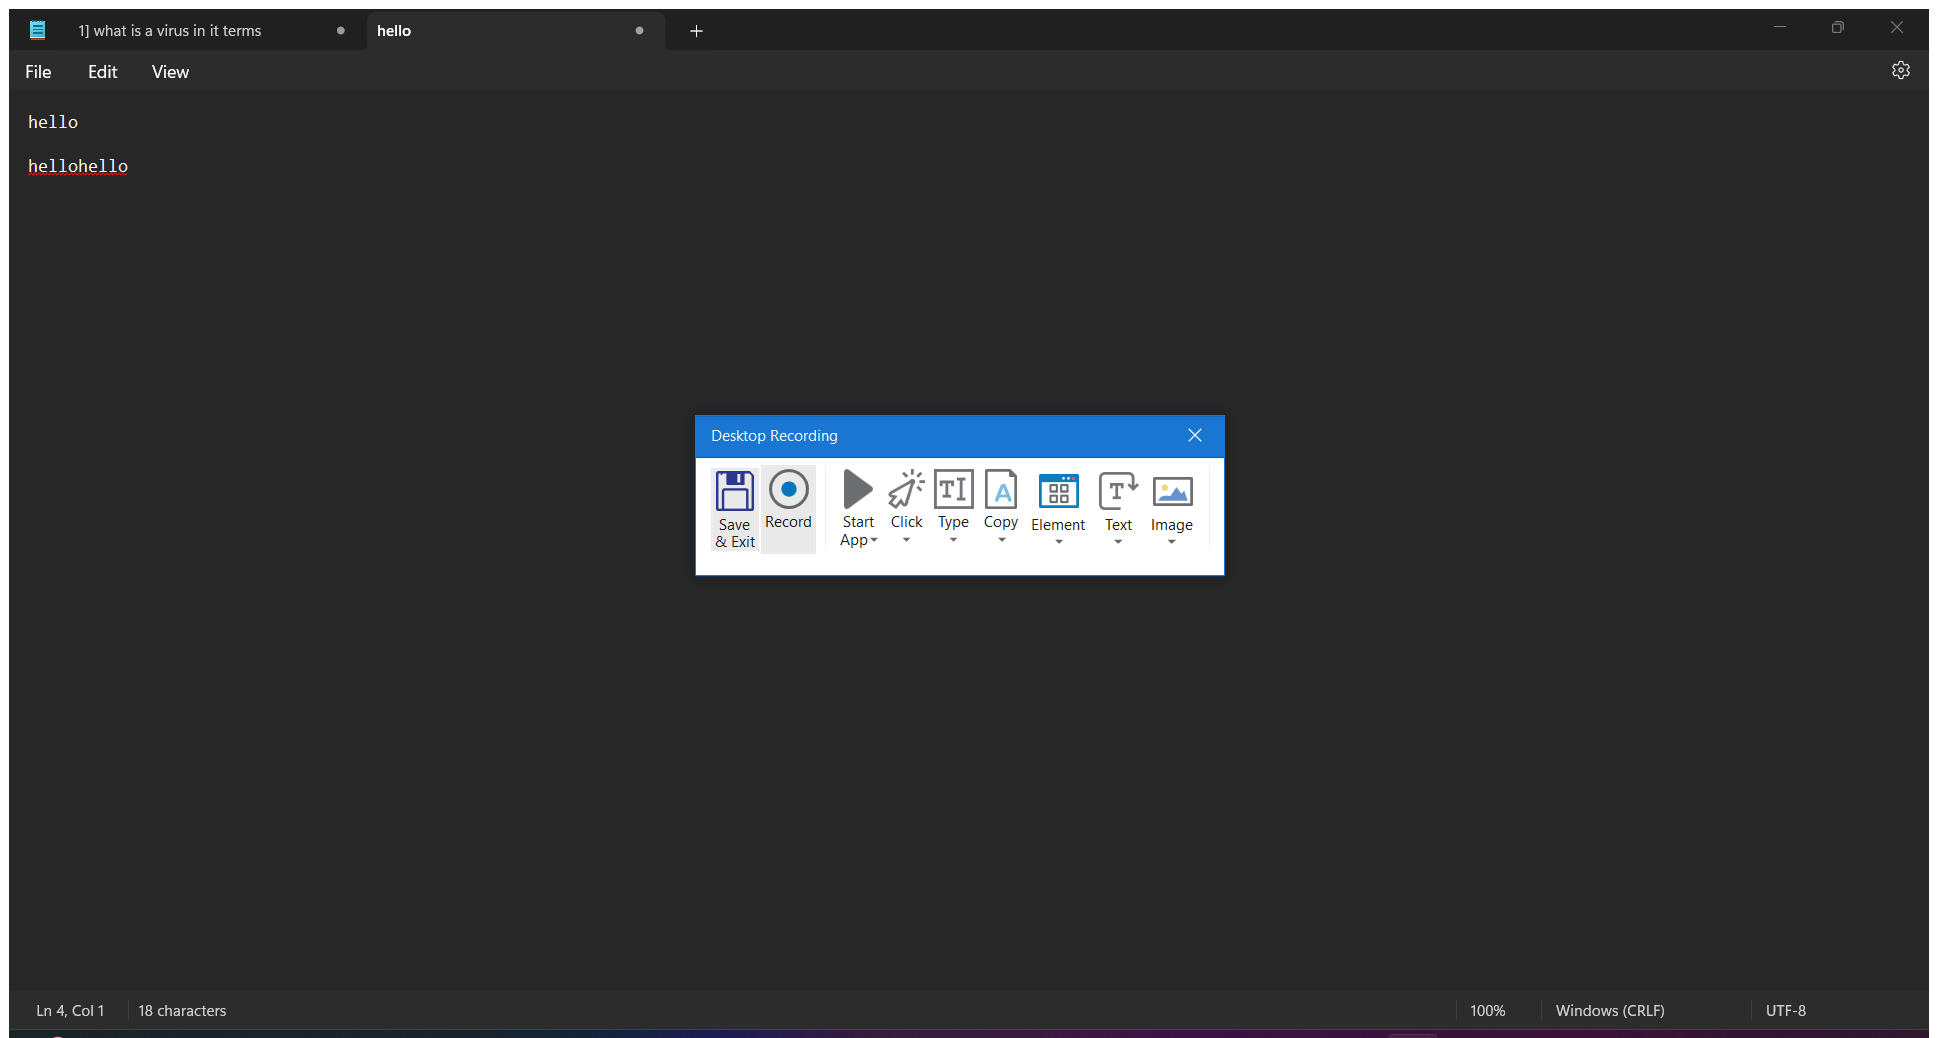 1] what is a virus in it terms
hello
File Edit View
hello
hellohello
Desktop Recording
Save & Exit
Record
Start App
Click
Type
Copy
Element
Text
Image
Ln 4, Col 1 18 characters 100% Windows (CRLF) UTF-8